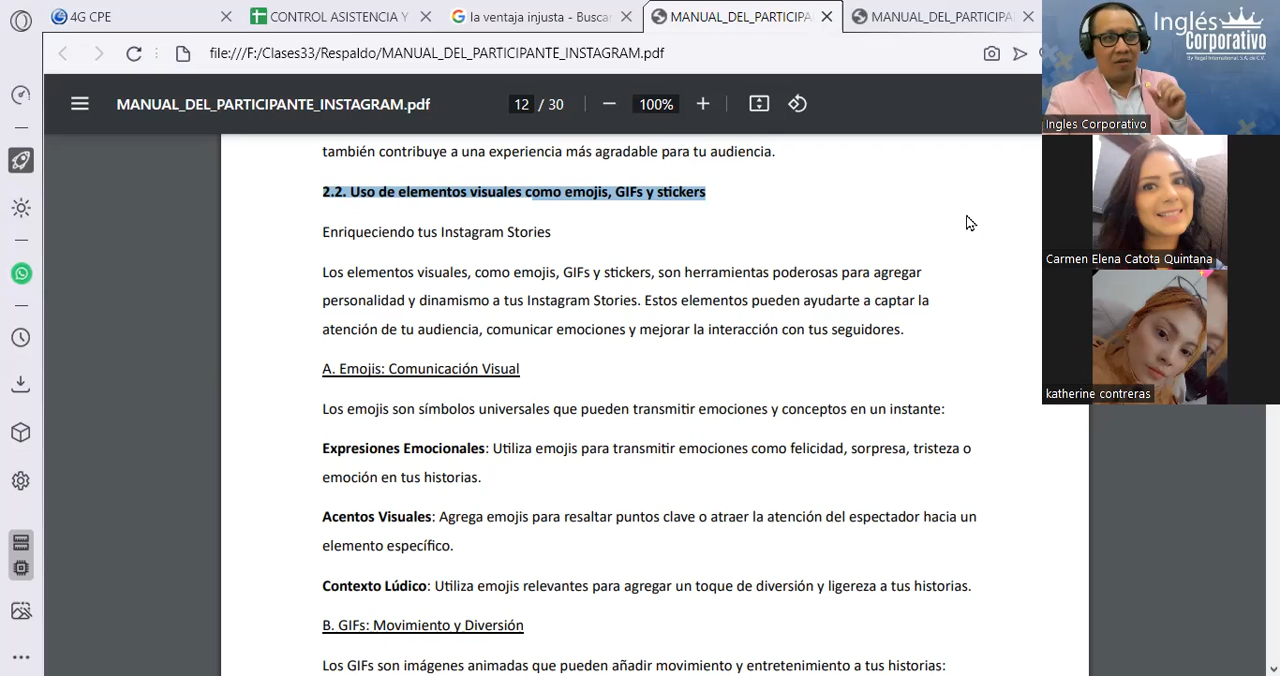 4G CPE
CONTROL ASISTENCIA Y
la ventaja injusta - Buscar
MANUAL_DEL_PARTICIPA
MANUAL_DEL_PARTICIPA
file:///F:/Clases33/Respaldo/MANUAL_DEL_PARTICIPANTE_INSTAGRAM.pdf
MANUAL_DEL_PARTICIPANTE_INSTAGRAM.pdf
12 / 30
100%
también contribuye a una experiencia más agradable para tu audiencia.
2.2. Uso de elementos visuales como emojis, GIFs y stickers
Enriqueciendo tus Instagram Stories
Los elementos visuales, como emojis, GIFs y stickers, son herramientas poderosas para agregar
personalidad y dinamismo a tus Instagram Stories. Estos elementos pueden ayudarte a captar la
atención de tu audiencia, comunicar emociones y mejorar la interacción con tus seguidores.
A. Emojis: Comunicación Visual
Los emojis son símbolos universales que pueden transmitir emociones y conceptos en un instante:
Expresiones Emocionales: Utiliza emojis para transmitir emociones como felicidad, sorpresa, tristeza o
emoción en tus historias.
Acentos Visuales: Agrega emojis para resaltar puntos clave o atraer la atención del espectador hacia un
elemento específico.
Contexto Lúdico: Utiliza emojis relevantes para agregar un toque de diversión y ligereza a tus historias.
B. GIFs: Movimiento y Diversión
Los GIFs son imágenes animadas que pueden añadir movimiento y entretenimiento a tus historias:
Inglés
Corporativo
By Regal International, S.A. de C.V.
Ingles Corporativo
Carmen Elena Catota Quintana
katherine contreras